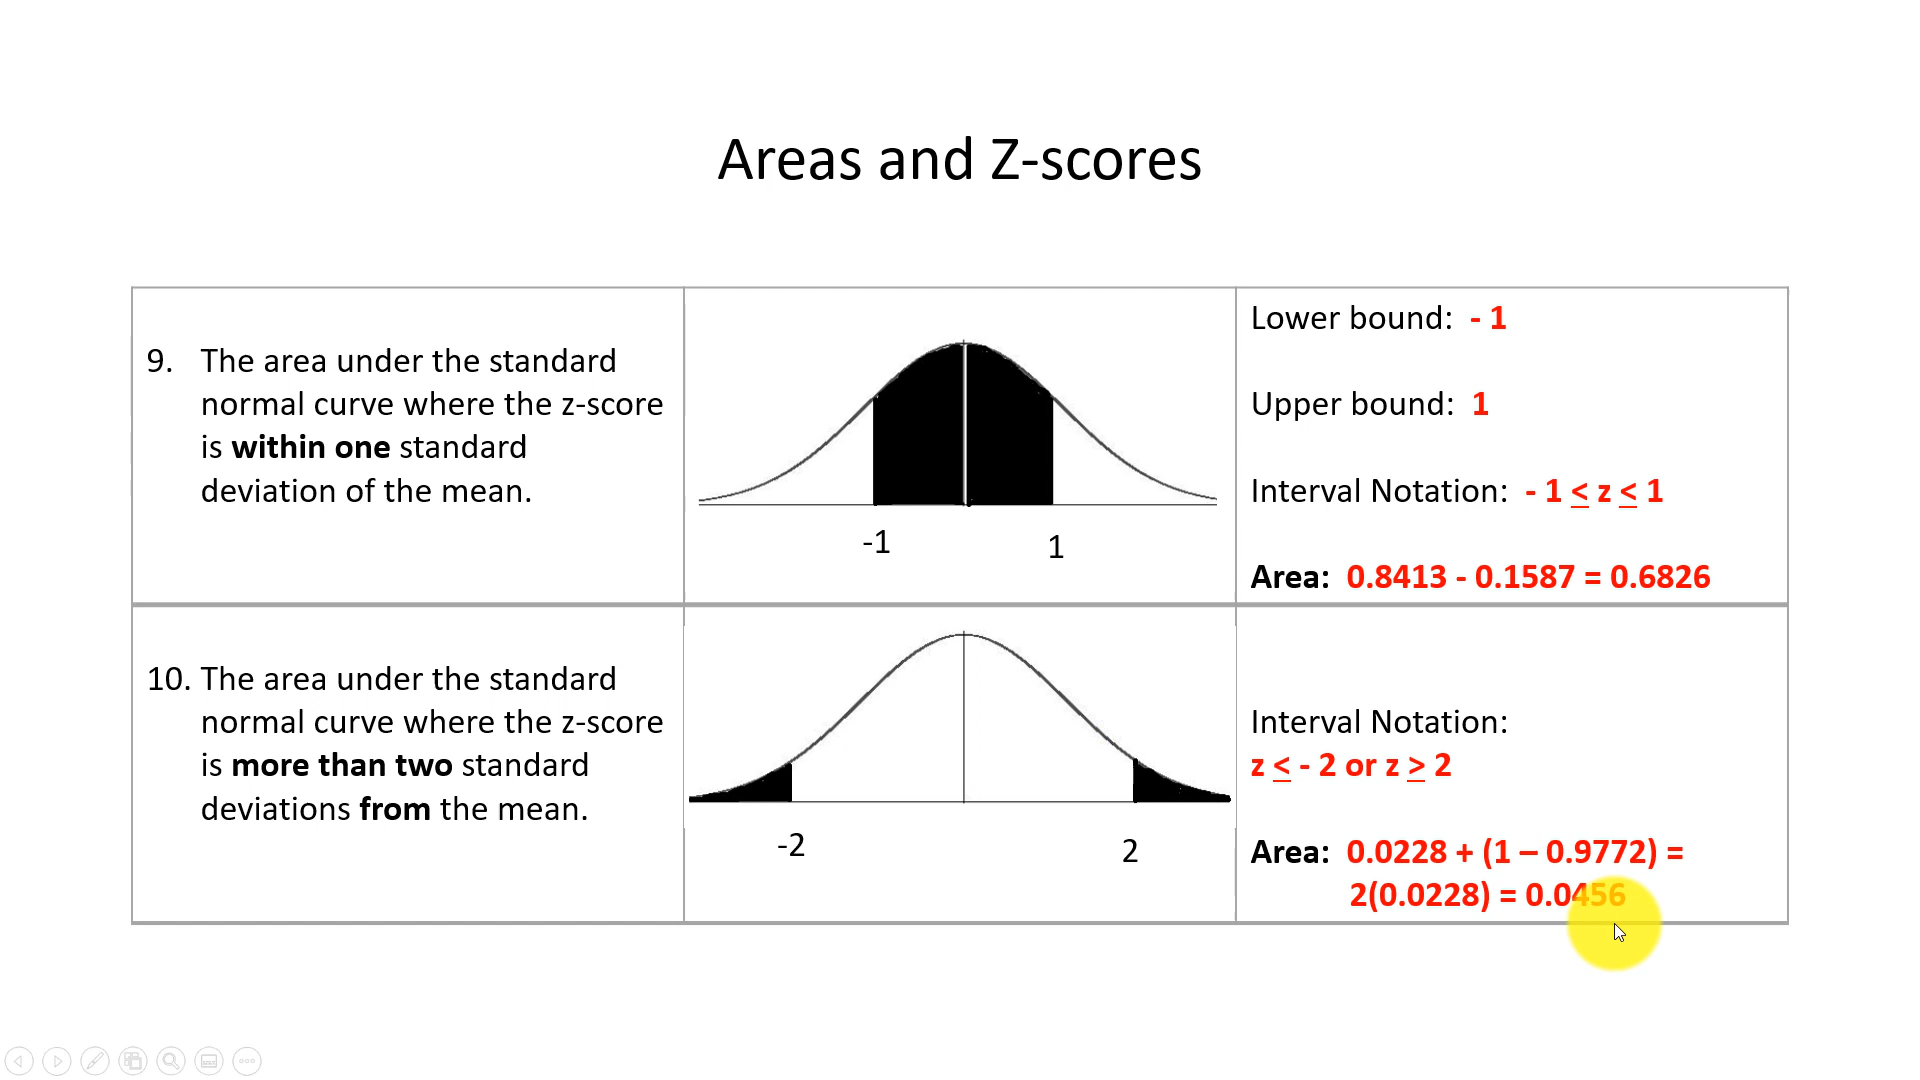 Areas and Z-scores
9. The area under the standard
normal curve where the z-score
is within one standard
deviation of the mean.
-1
1
Lower bound: - 1
Upper bound: 1
Interval Notation: - 1 ≤ z ≤ 1
Area: 0.8413 - 0.1587 = 0.6826
10. The area under the standard
normal curve where the z-score
is more than two standard
deviations from the mean.
-2
2
Interval Notation:
z ≤ - 2 or z ≥ 2
Area: 0.0228 + (1 – 0.9772) =
2(0.0228) = 0.0456